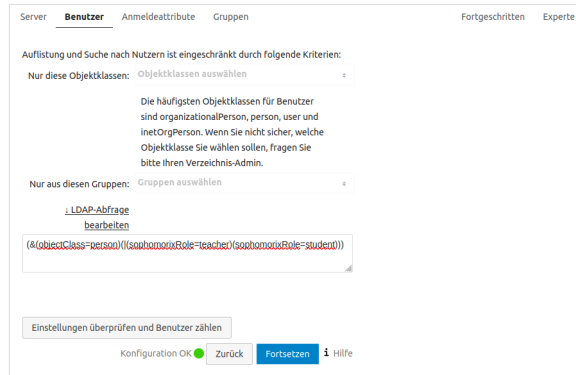 Server Benutzer Anmeldeattribute Gruppen Fortgeschritten Experte
Auflistung und Suche nach Nutzern ist eingeschränkt durch folgende Kriterien:
Nur diese Objektklassen: Objektklassen auswählen
Die häufigsten Objektklassen für Benutzer
sind organizationalPerson, person, user und
inetOrgPerson. Wenn Sie nicht sicher, welche
Objektklasse Sie wählen sollen, fragen Sie
bitte Ihren Verzeichnis-Admin.
Nur aus diesen Gruppen: Gruppen auswählen
↓ LDAP-Abfrage
bearbeiten
(&(objectClass=person)(|(sophomorixRole=teacher)(sophomorixRole=student)))
Einstellungen überprüfen und Benutzer zählen
Konfiguration OK Zurück Fortsetzen i Hilfe